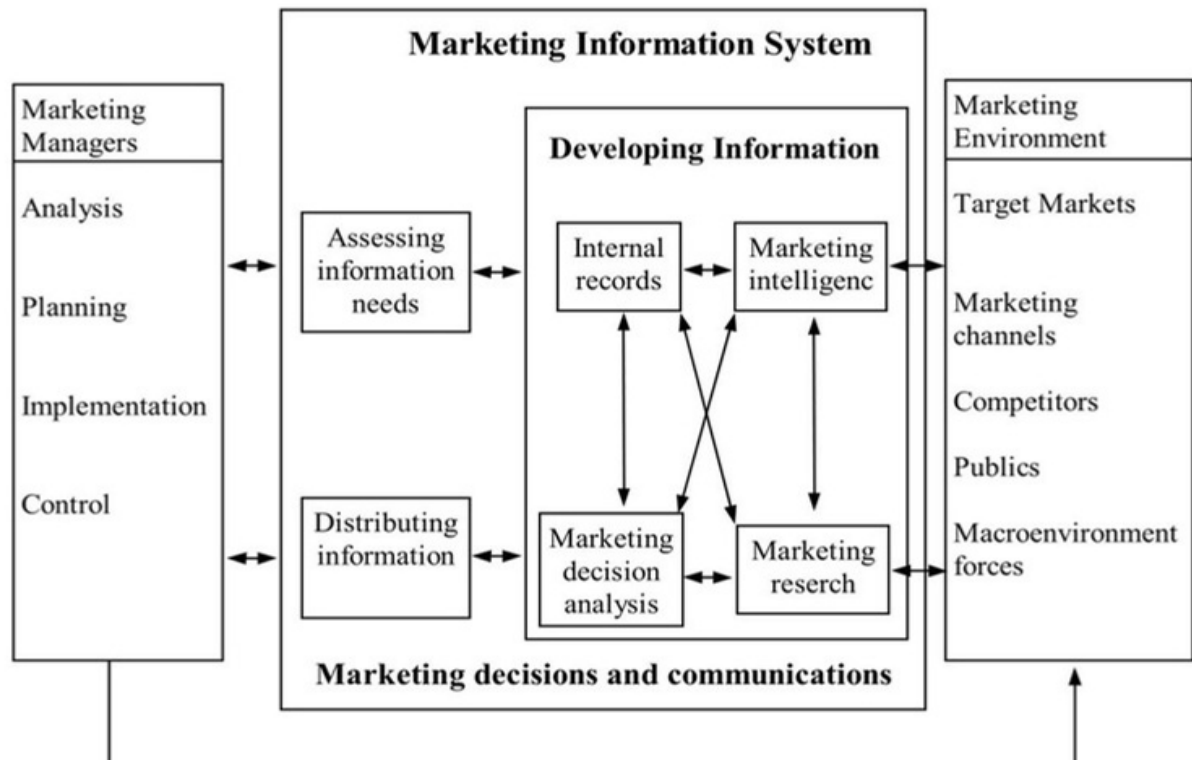 Marketing Information System
Marketing
Managers
Analysis
Planning
Implementation
Control
Assessing
information
needs
Distributing
information
Developing Information
Internal
records
Marketing
intelligenc
Marketing
decision
analysis
Marketing
reserch
Marketing decisions and communications
Marketing
Environment
Target Markets
Marketing
channels
Competitors
Publics
Macroenvironment
forces